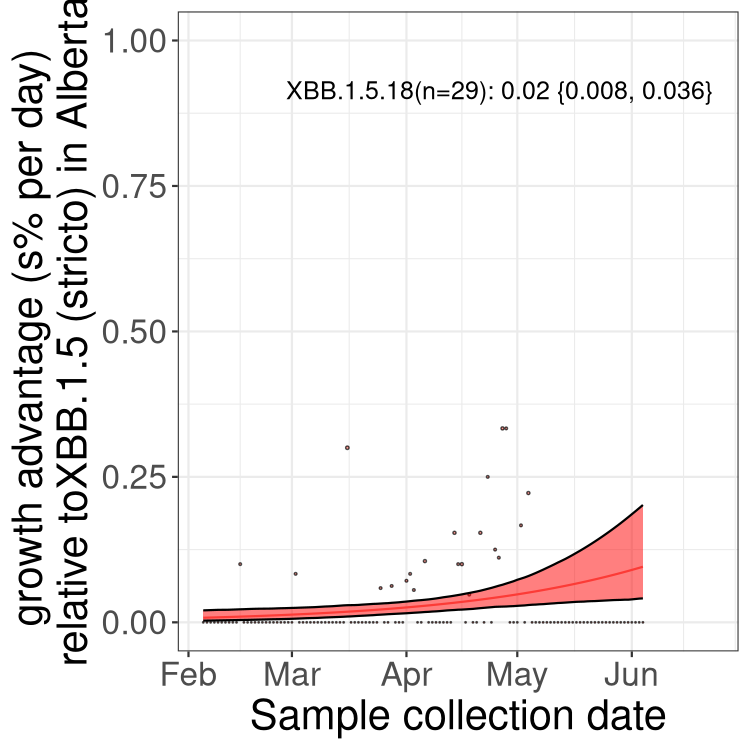 growth advantage (s% per day)
relative toXBB.1.5 (stricto) in Alberta
1.00
0.75
0.50
0.25
0.00
XBB.1.5.18(n=29): 0.02 {0.008, 0.036}
Feb Mar Apr May Jun
Sample collection date